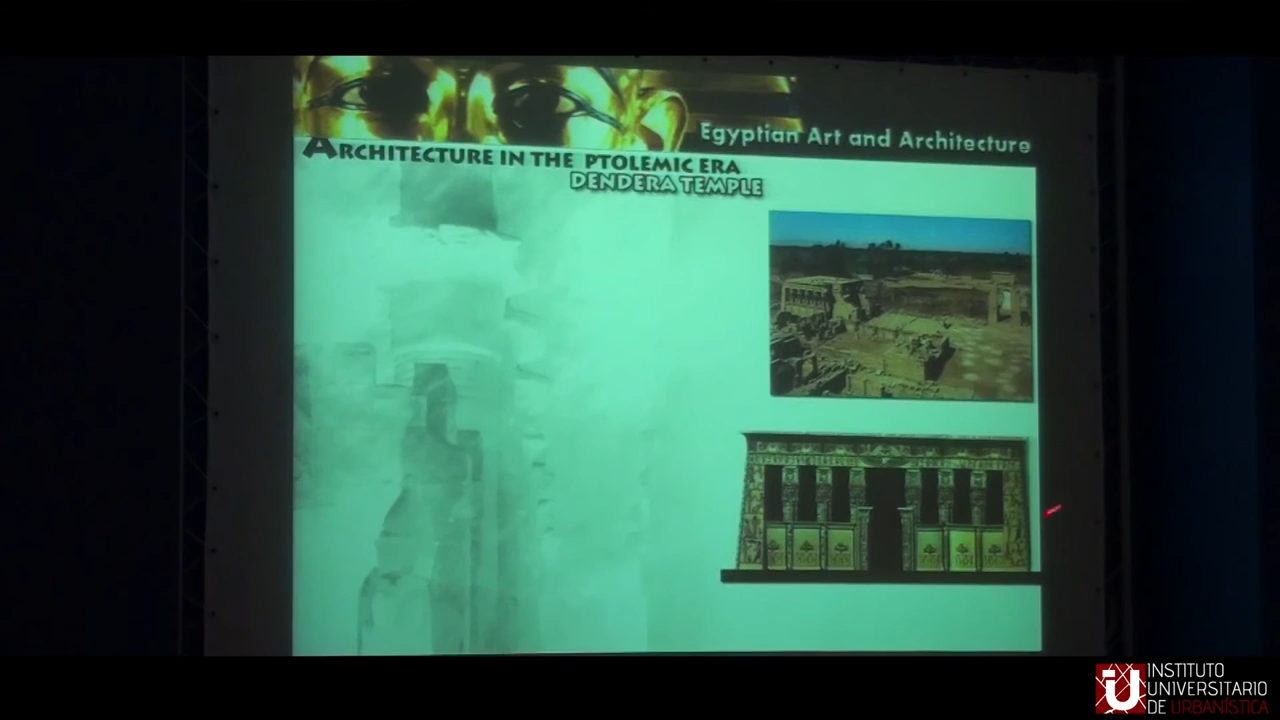 Egyptian Art and Architecture
ARCHITECTURE IN THE PTOLEMIC ERA
DENDERA TEMPLE
INSTITUTO
UNIVERSITARIO
DE URBANÍSTICA